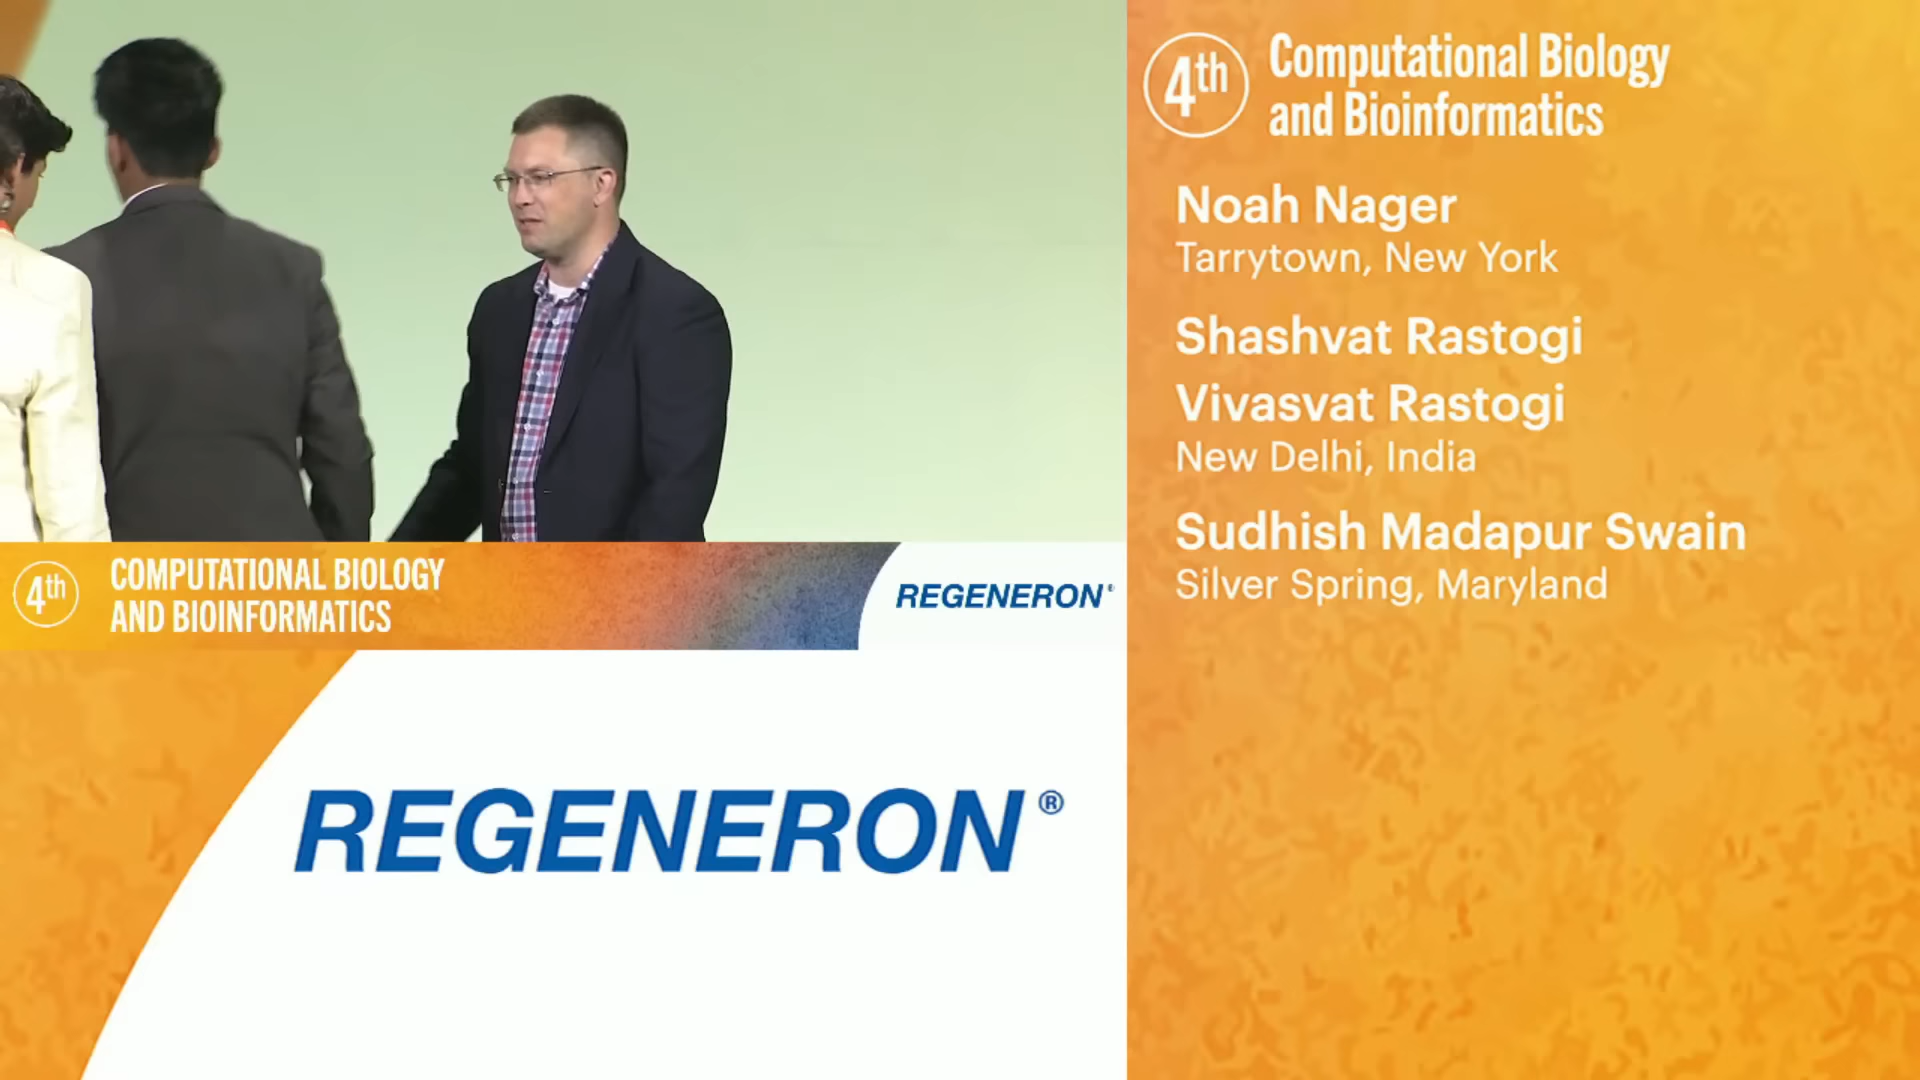 4th
Computational Biology
and Bioinformatics
Noah Nager
Tarrytown, New York
Shashvat Rastogi
Vivasvat Rastogi
New Delhi, India
Sudhish Madapur Swain
Silver Spring, Maryland
4th
COMPUTATIONAL BIOLOGY
AND BIOINFORMATICS
REGENERON®
REGENERON®